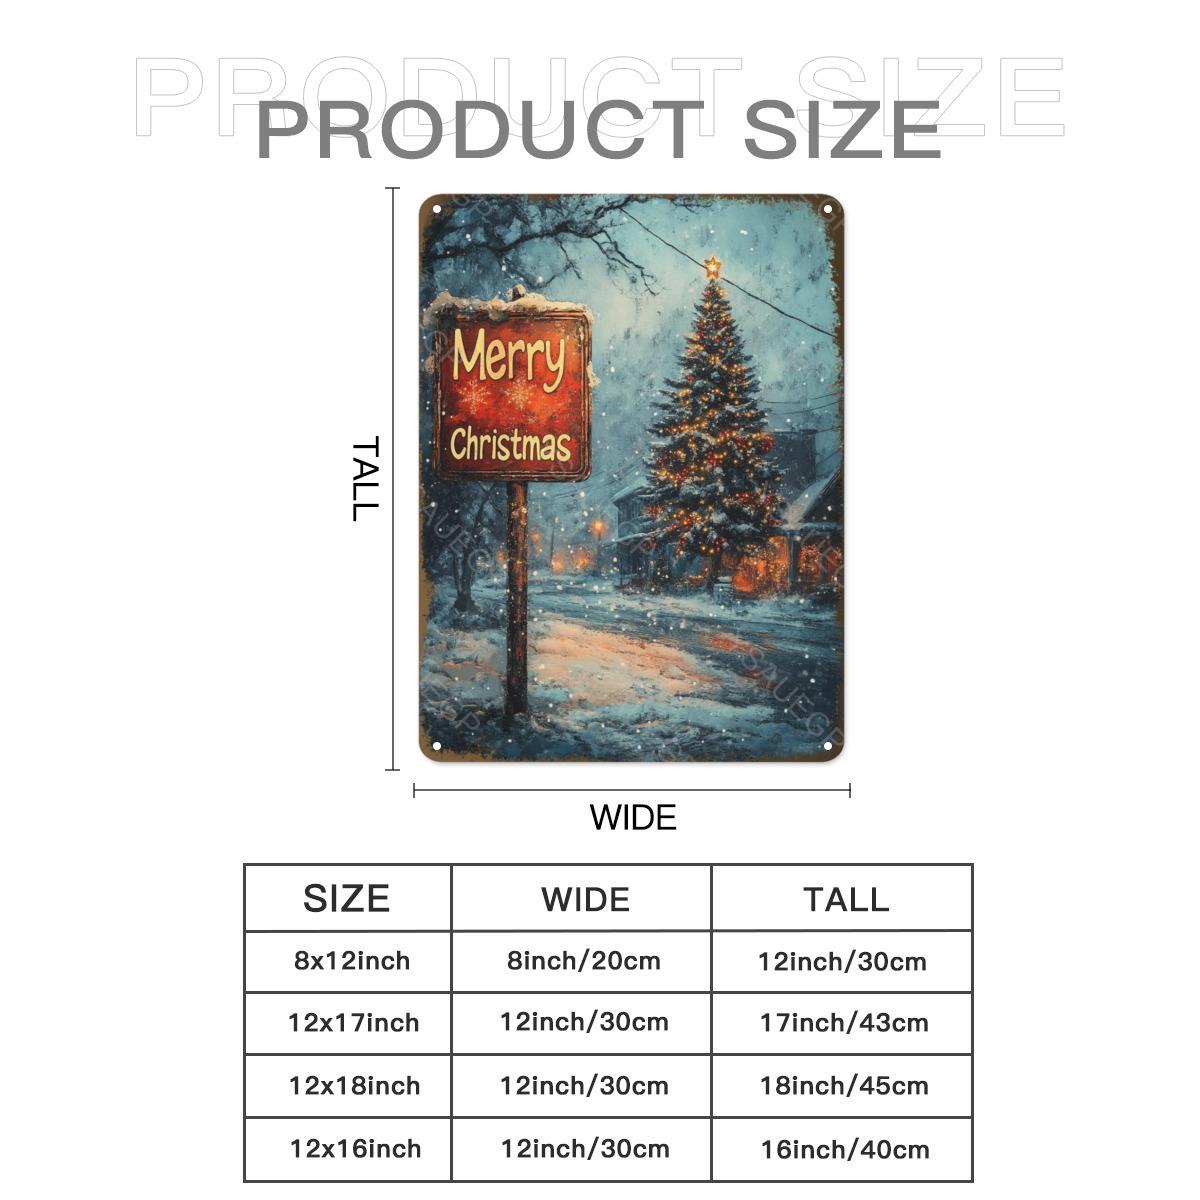 PRODUCT SIZE
PRODUCT SIZE
Merry
Christmas
TALL
SAUEGR
WIDE
SIZE WIDE TALL
8x12inch 8inch/20cm 12inch/30cm
12x17inch 12inch/30cm 17inch/43cm
12x18inch 12inch/30cm 18inch/45cm
12x16inch 12inch/30cm 16inch/40cm